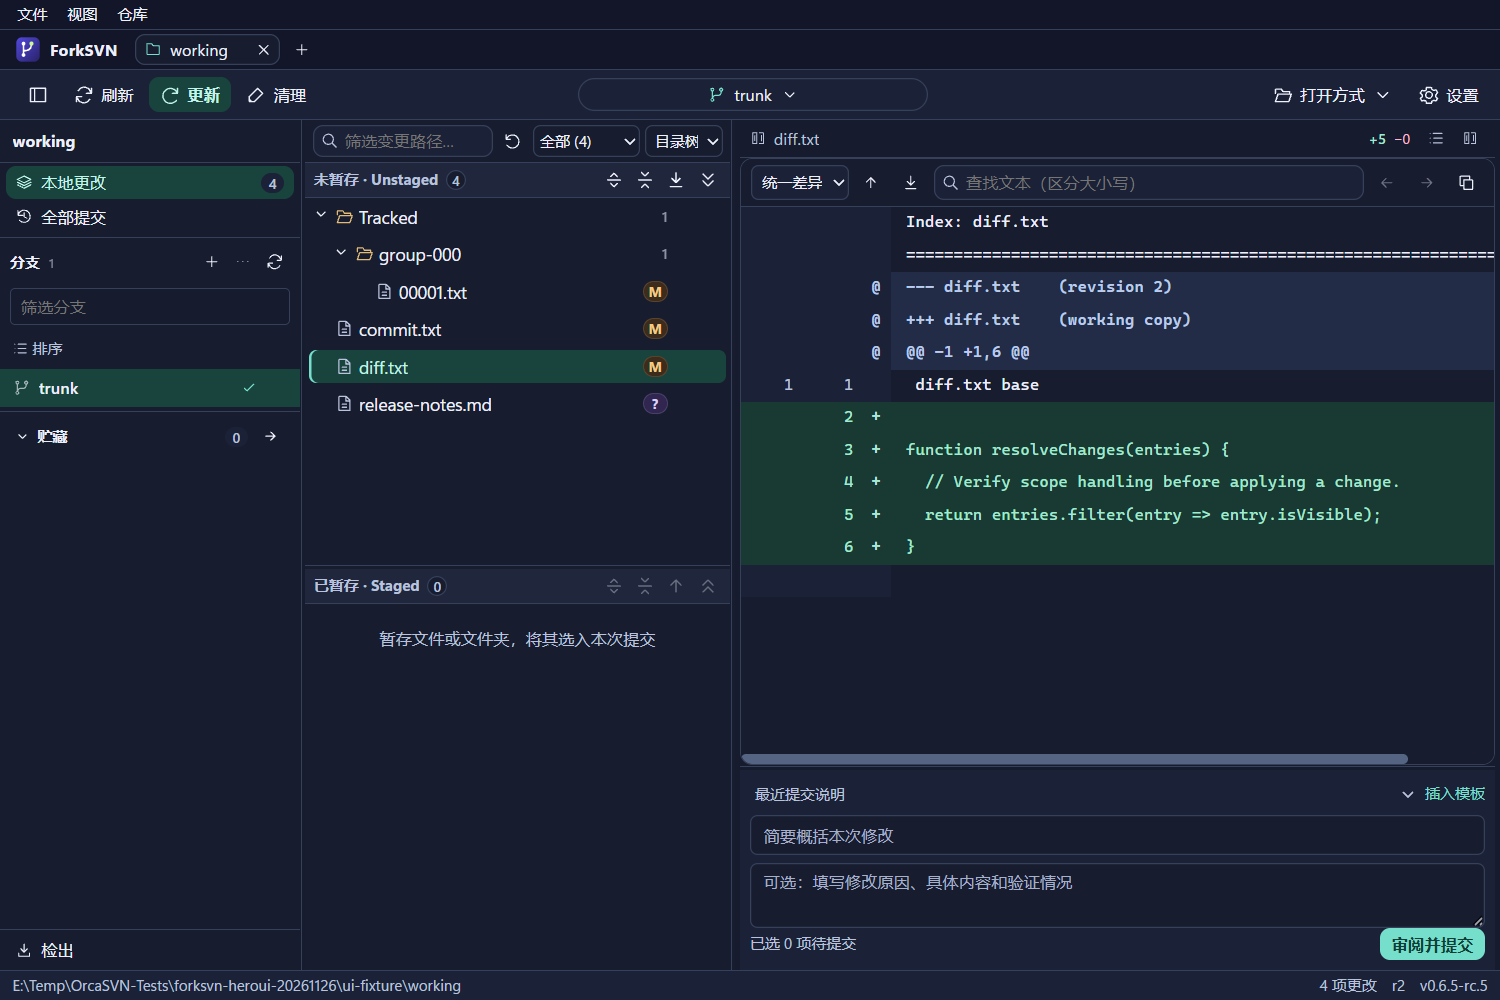 文件 视图 仓库
ForkSVN working
刷新 更新 清理 trunk 打开方式 设置
working
本地更改 4
全部提交
分支 1
筛选分支
排序
trunk
贮藏 0
检出
筛选变更路径... 全部 (4) 目录树
未暂存 · Unstaged 4
Tracked 1
group-000 1
00001.txt M
commit.txt M
diff.txt M
release-notes.md ?
已暂存 · Staged 0
暂存文件或文件夹，将其选入本次提交
diff.txt +5 −0
统一差异 查找文本（区分大小写）
Index: diff.txt
===================================================================
@ --- diff.txt (revision 2)
@ +++ diff.txt (working copy)
@ @@ -1 +1,6 @@
1 1 diff.txt base
2 +
3 + function resolveChanges(entries) {
4 + // Verify scope handling before applying a change.
5 + return entries.filter(entry => entry.isVisible);
6 + }
最近提交说明 插入模板
简要概括本次修改
可选：填写修改原因、具体内容和验证情况
已选 0 项待提交 审阅并提交
E:\Temp\OrcaSVN-Tests\forksvn-heroui-20261126\ui-fixture\working 4 项更改 r2 v0.6.5-rc.5